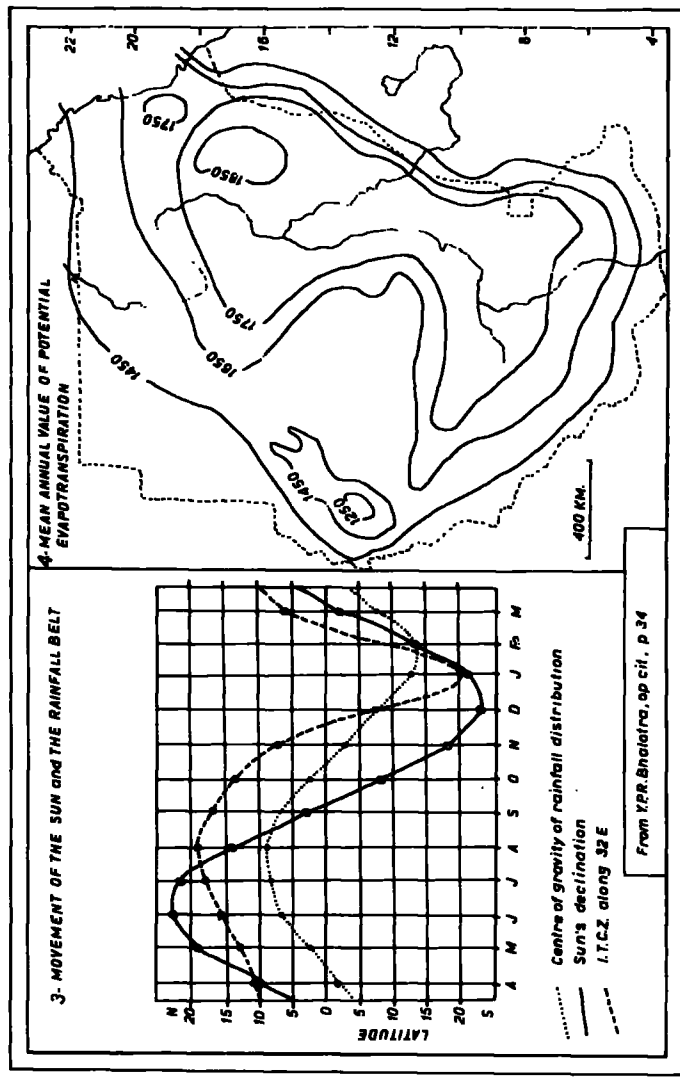 3- MOVEMENT OF THE SUN and THE RAINFALL BELT
N
20
15
10
5
0
5
10
15
20
S
LATITUDE
A
M
J
J
A
S
O
N
D
J
F
M
Centre of gravity of rainfall distribution
Sun's declination
I.T.C.Z. along 32 E
From Y.P.R. Bnalotra, op cit. p 34
4- MEAN ANNUAL VALUE OF POTENTIAL
EVAPOTRANSPIRATION
1450
1850
1750
1850
1750
1450
1250
400 KM.
22
20
16
12
8
4